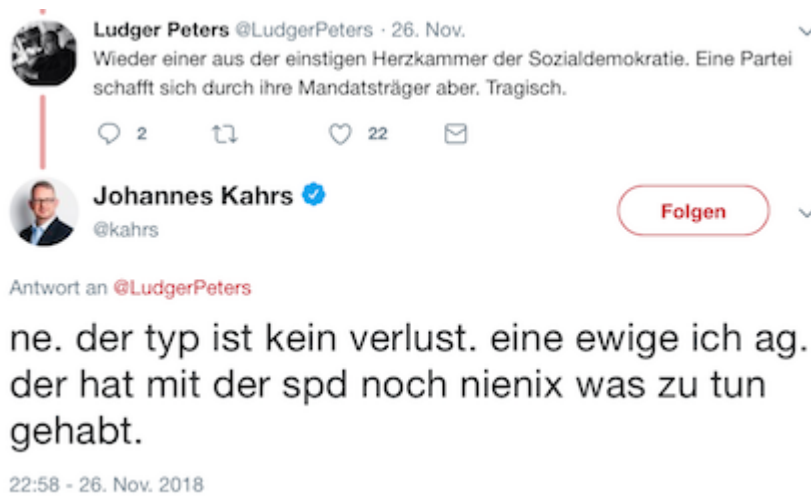 Ludger Peters @LudgerPeters · 26. Nov.
Wieder einer aus der einstigen Herzkammer der Sozialdemokratie. Eine Partei
schafft sich durch ihre Mandatsträger aber. Tragisch.
2 22
Johannes Kahrs
Folgen
@kahrs
Antwort an @LudgerPeters
ne. der typ ist kein verlust. eine ewige ich ag.
der hat mit der spd noch nienix was zu tun
gehabt.
22:58 - 26. Nov. 2018